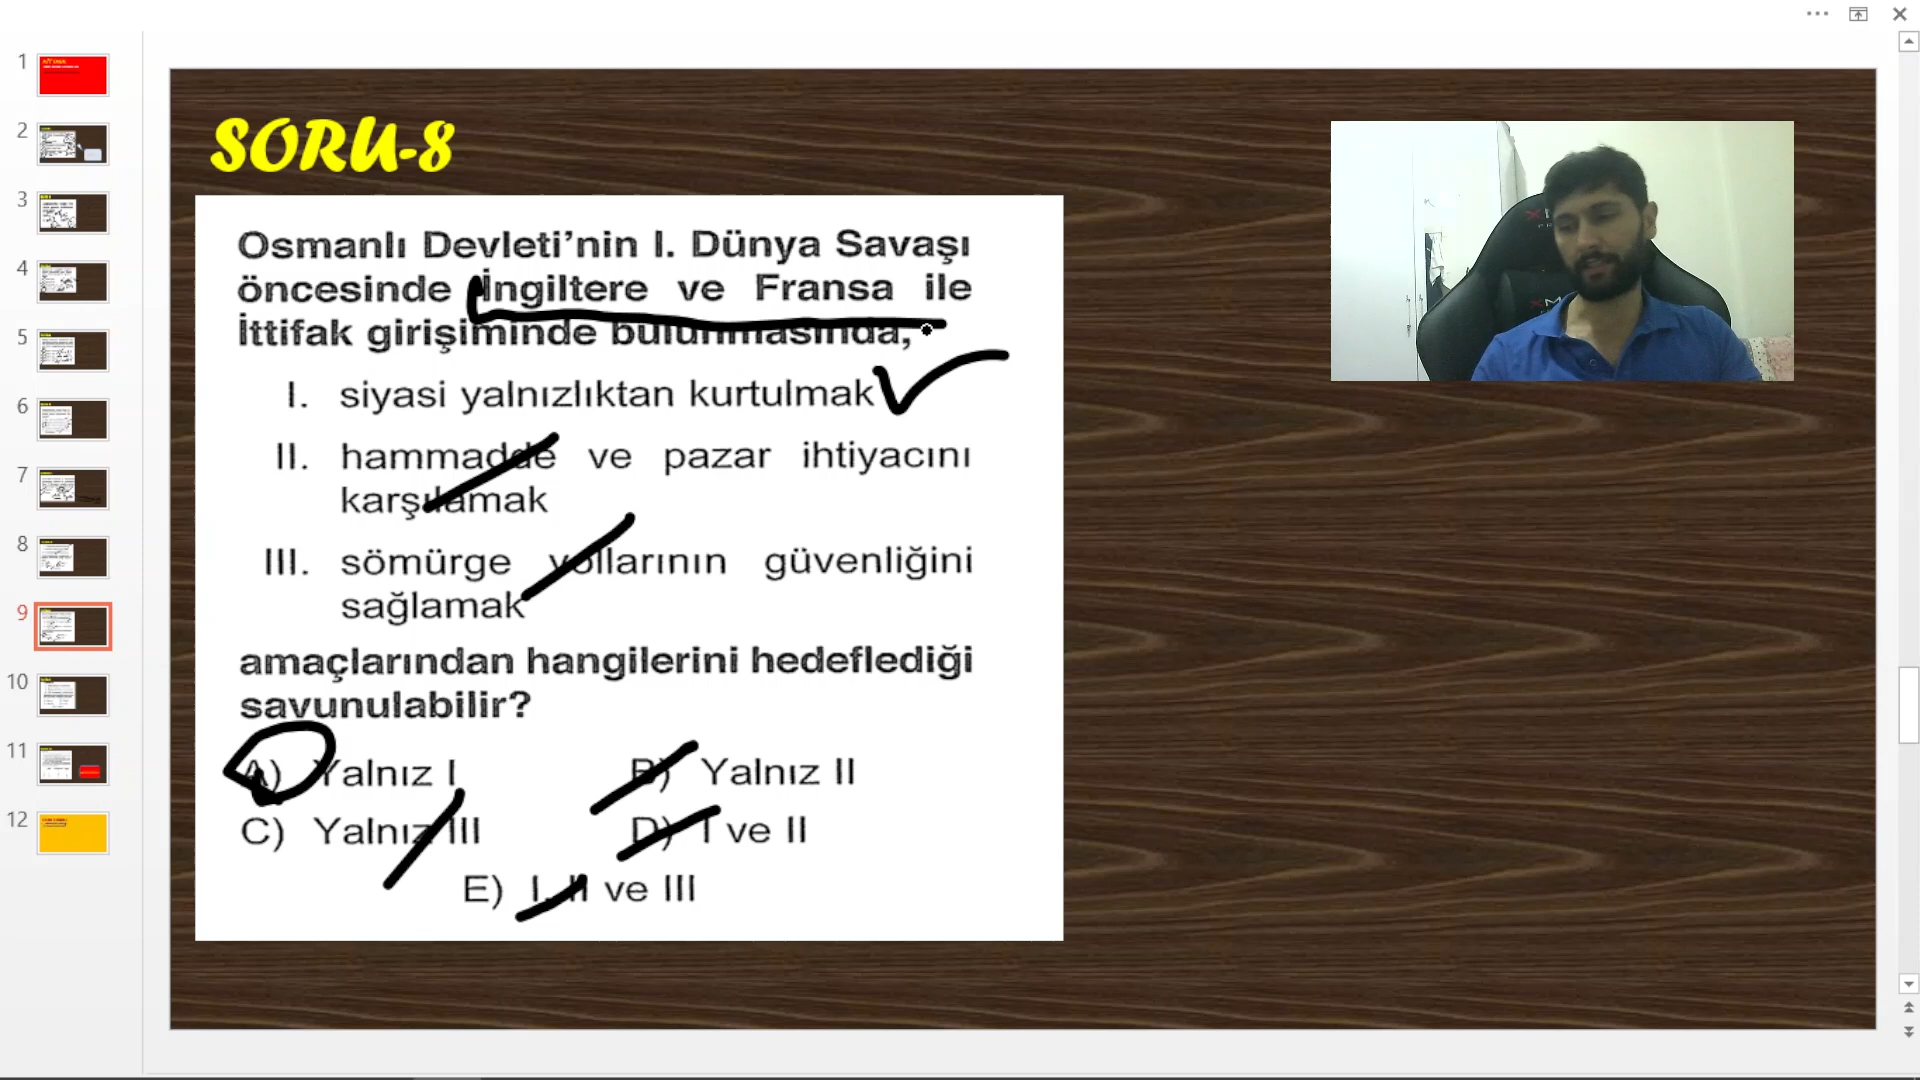 SORU-8
Osmanlı Devleti'nin I. Dünya Savaşı
öncesinde İngiltere ve Fransa ile
İttifak girişiminde bulunmasında,
I. siyasi yalnızlıktan kurtulmak
II. hammadde ve pazar ihtiyacını
karşılamak
III. sömürge yollarının güvenliğini
sağlamak
amaçlarından hangilerini hedeflediği
savunulabilir?
A) Yalnız I
B) Yalnız II
C) Yalnız III
D) I ve II
E) I, II ve III
1
2
3
4
5
6
7
8
9
10
11
12